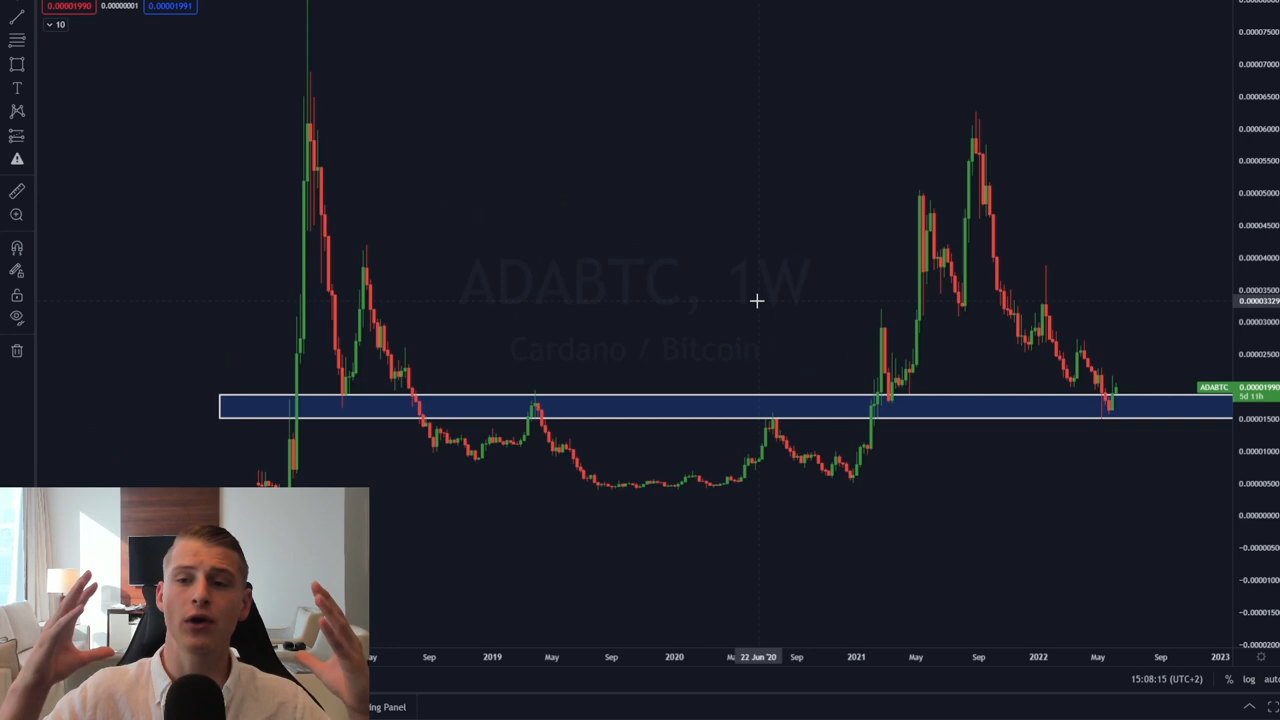 0.00001990 0.00000001 0.00001991
10
ADABTC, 1W
Cardano / Bitcoin
0.00007500
0.00007000
0.00006500
0.00006000
0.00005500
0.00005000
0.00004500
0.00004000
0.00003500
0.00003329
0.00003000
0.00002500
ADABTC 0.00001990
5d 11h
0.00001500
0.00001000
0.00000500
0.00000000
−0.00000500
−0.00001000
−0.00001500
−0.00002000
Sep 2019 May Sep 2020 22 Jun '20 Sep 2021 May Sep 2022 May Sep 2023
15:08:15 (UTC+2) % log auto
ing Panel